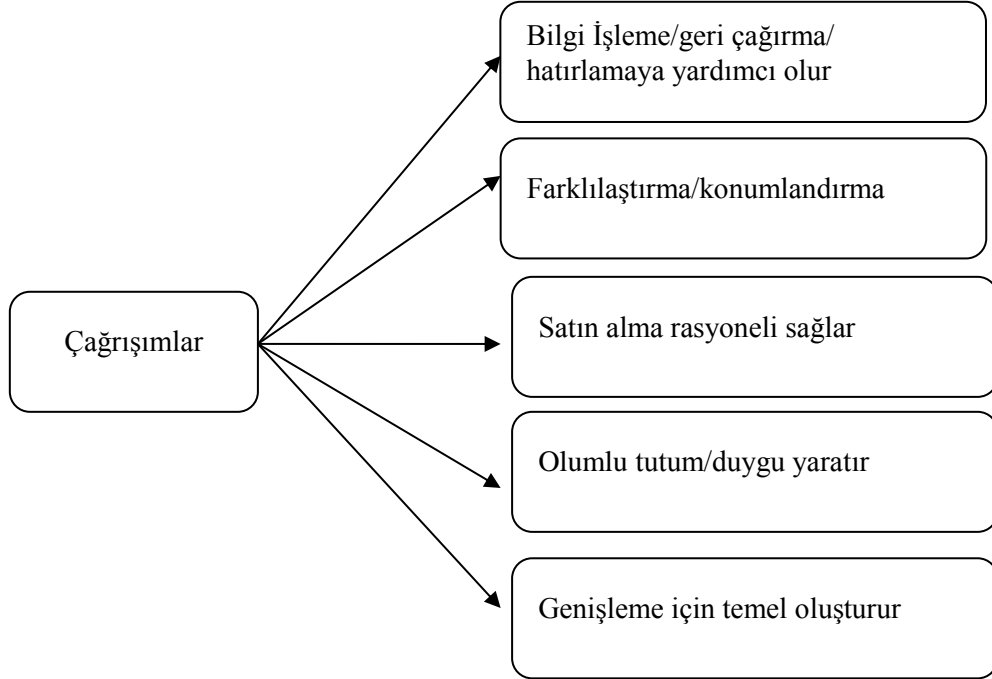 Bilgi İşleme/geri çağırma/
hatırlamaya yardımcı olur
Farklılaştırma/konumlandırma
Çağrışımlar
Satın alma rasyoneli sağlar
Olumlu tutum/duygu yaratır
Genişleme için temel oluşturur